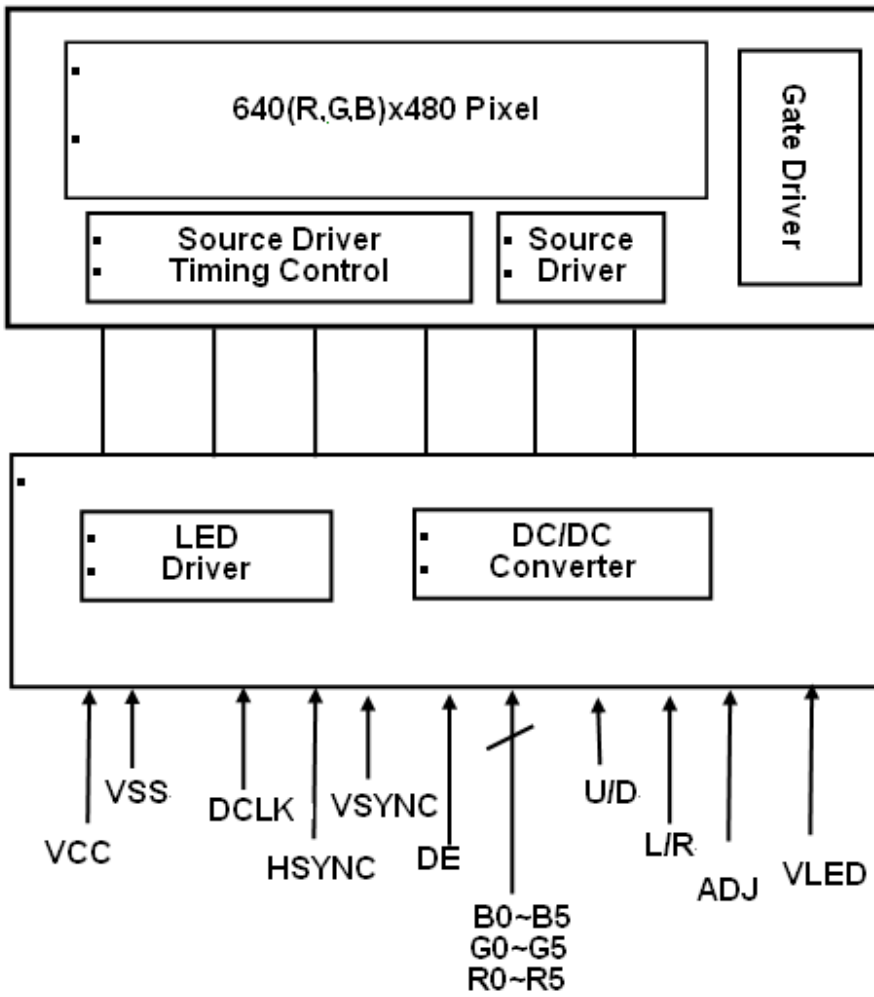 640(R,G,B)x480 Pixel
Gate Driver
Source Driver
Timing Control
Source
Driver
LED
Driver
DC/DC
Converter
VCC
VSS
DCLK
HSYNC
VSYNC
DE
B0~B5
G0~G5
R0~R5
U/D
L/R
ADJ
VLED